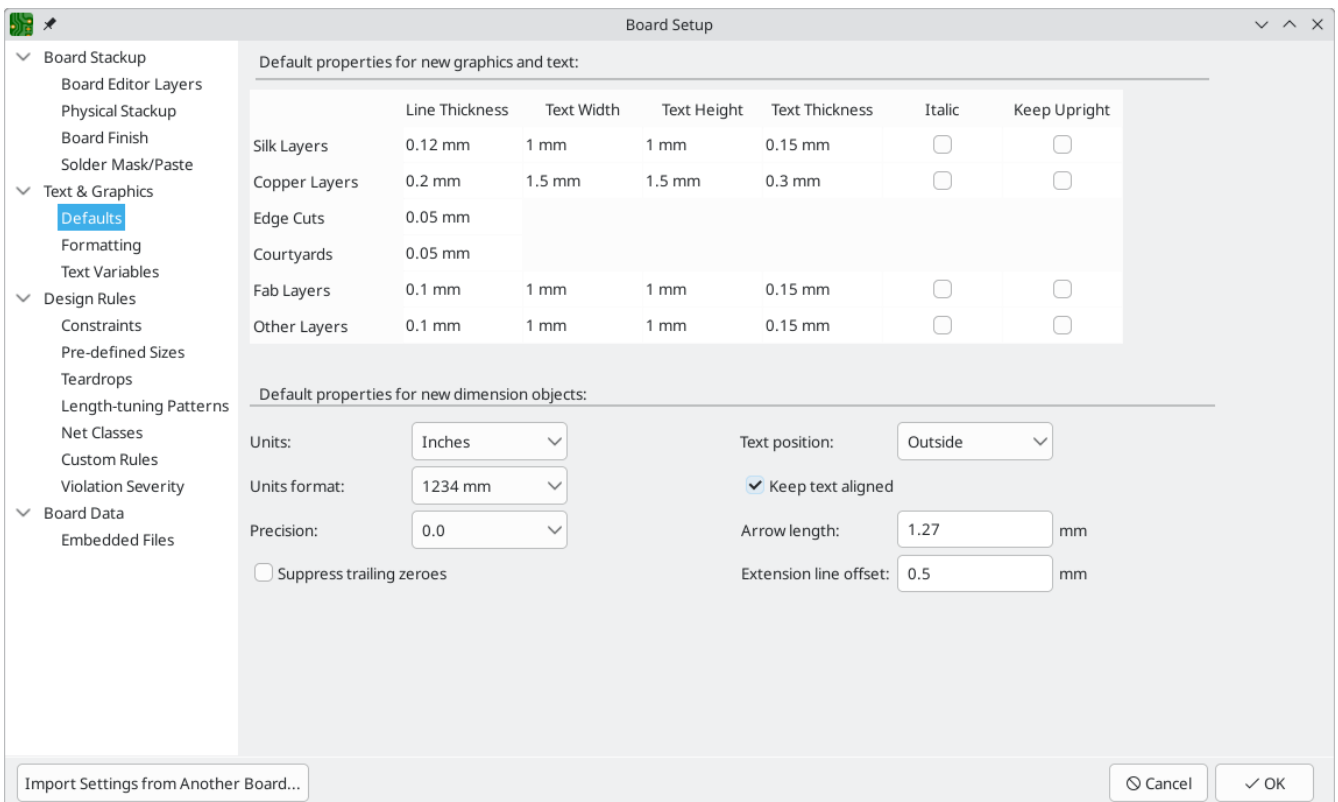 Board Setup
Board Stackup
Board Editor Layers
Physical Stackup
Board Finish
Solder Mask/Paste
Text & Graphics
Defaults
Formatting
Text Variables
Design Rules
Constraints
Pre-defined Sizes
Teardrops
Length-tuning Patterns
Net Classes
Custom Rules
Violation Severity
Board Data
Embedded Files
Default properties for new graphics and text:
Line Thickness Text Width Text Height Text Thickness Italic Keep Upright
Silk Layers 0.12 mm 1 mm 1 mm 0.15 mm
Copper Layers 0.2 mm 1.5 mm 1.5 mm 0.3 mm
Edge Cuts 0.05 mm
Courtyards 0.05 mm
Fab Layers 0.1 mm 1 mm 1 mm 0.15 mm
Other Layers 0.1 mm 1 mm 1 mm 0.15 mm
Default properties for new dimension objects:
Units: Inches Text position: Outside
Units format: 1234 mm Keep text aligned
Precision: 0.0 Arrow length: 1.27 mm
Suppress trailing zeroes Extension line offset: 0.5 mm
Import Settings from Another Board... Cancel OK